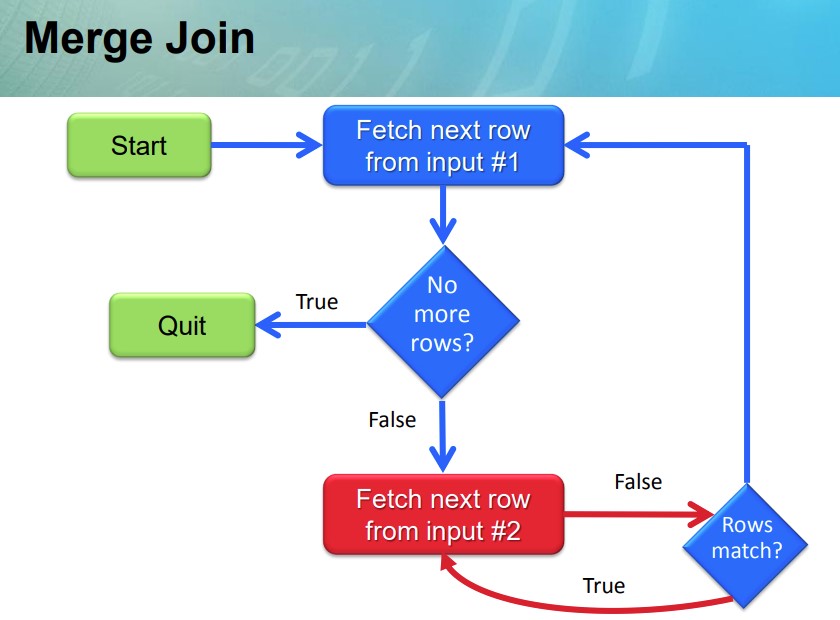 Merge Join
Start
Fetch next row
from input #1
No
more
rows?
True
Quit
False
Fetch next row
from input #2
False
Rows
match?
True